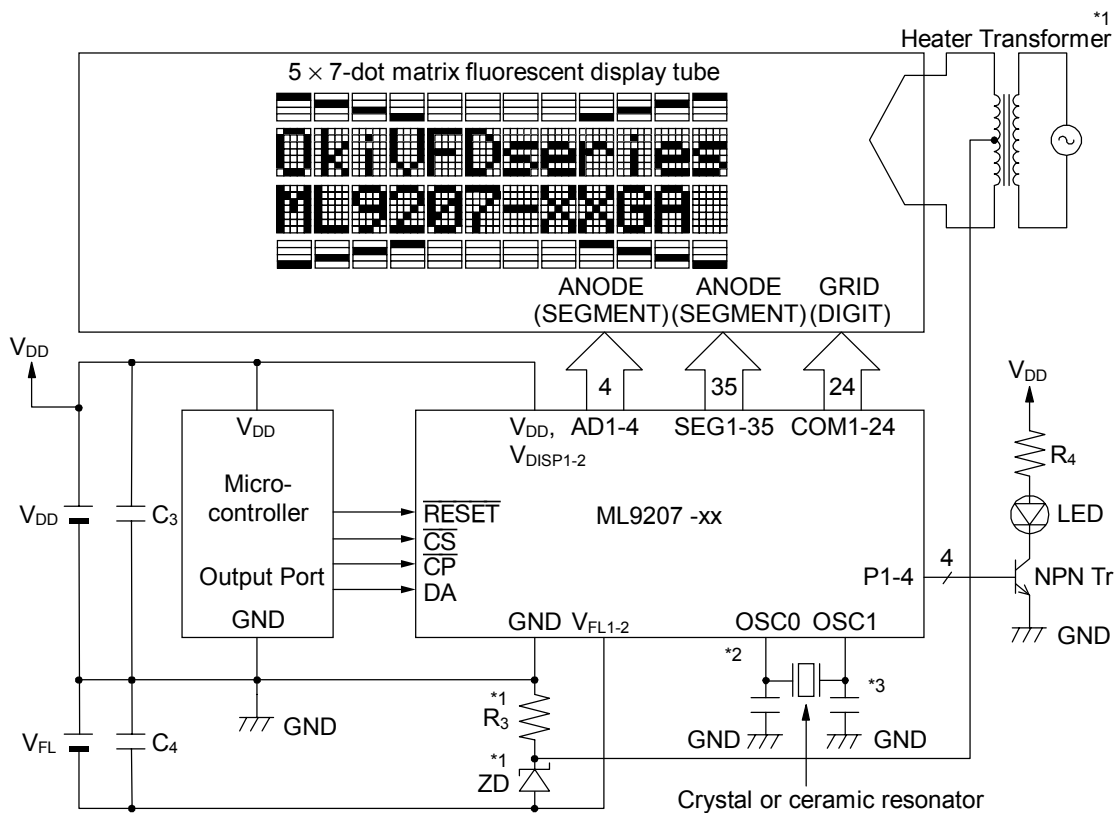 *1
Heater Transformer
5 × 7-dot matrix fluorescent display tube
OkiVFDseries
ML9207-XXGA
ANODE
(SEGMENT)
ANODE
(SEGMENT)
GRID
(DIGIT)
VDD
4
35
24
VDD
VDD
VDD,
VDISP1-2
AD1-4
SEG1-35
COM1-24
R4
Micro-
controller
VDD
C3
RESET
CS
CP
DA
ML9207 -xx
LED
Output Port
P1-4
4
NPN Tr
GND
GND
VFL1-2
OSC0
OSC1
GND
*2
*3
*1
R3
GND
VFL
C4
GND
GND
*1
ZD
Crystal or ceramic resonator